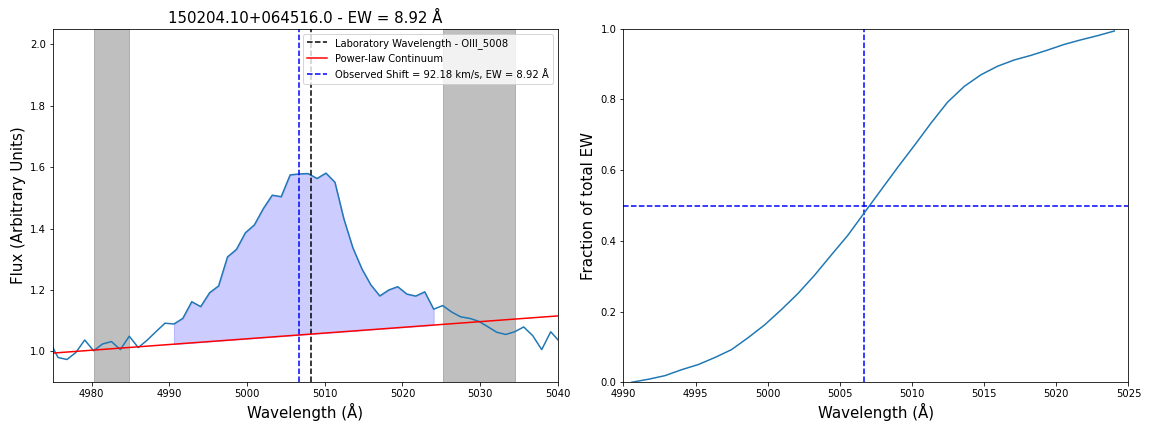 150204.10+064516.0 - EW = 8.92 Å
Flux (Arbitrary Units)
2.0
1.8
1.6
1.4
1.2
1.0
Laboratory Wavelength - OIII_5008
Power-law Continuum
Observed Shift = 92.18 km/s, EW = 8.92 Å
4980 4990 5000 5010 5020 5030 5040
Wavelength (Å)
Fraction of total EW
1.0
0.8
0.6
0.4
0.2
0.0
4990 4995 5000 5005 5010 5015 5020 5025
Wavelength (Å)